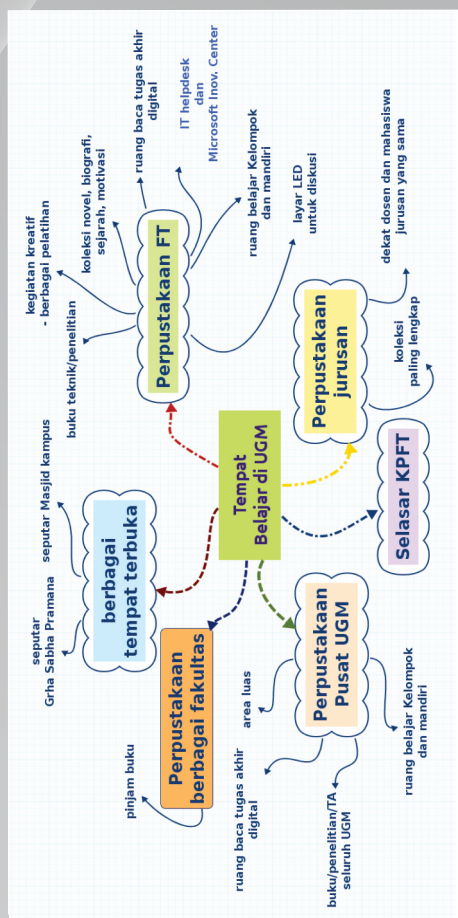 Tempat
Belajar di UGM
Perpustakaan FT
buku teknik/penelitian
kegiatan kreatif
- berbagai pelatihan
koleksi novel, biografi,
sejarah, motivasi
ruang baca tugas akhir
digital
IT helpdesk
dan
Microsoft Inov. Center
ruang belajar Kelompok
dan mandiri
layar LED
untuk diskusi
Perpustakaan
jurusan
dekat dosen dan mahasiswa
jurusan yang sama
koleksi
paling lengkap
Selasar KPFT
Perpustakaan
Pusat UGM
area luas
ruang baca tugas akhir
digital
buku/penelitian/TA
seluruh UGM
ruang belajar Kelompok
dan mandiri
Perpustakaan
berbagai fakultas
pinjam buku
berbagai
tempat terbuka
seputar
Grha Sabha Pramana
seputar Masjid kampus